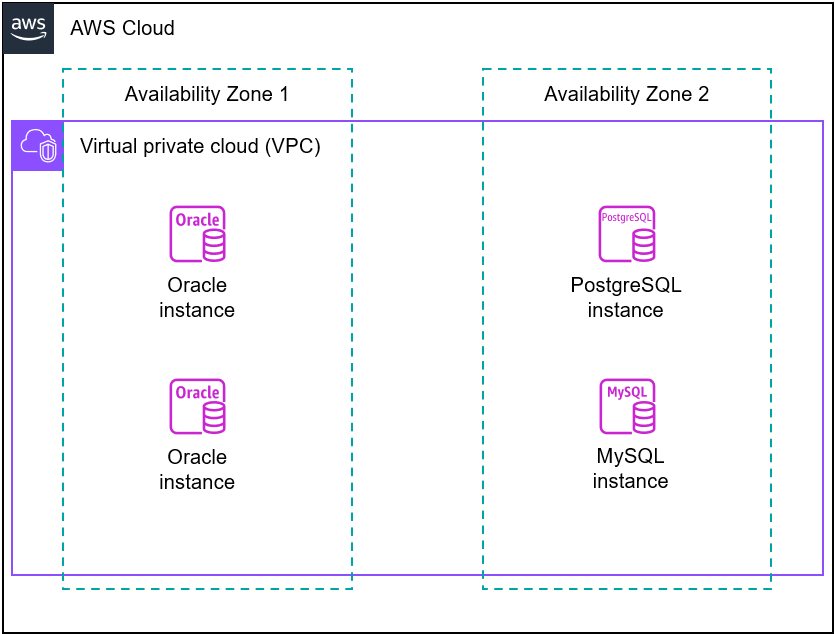 aws
AWS Cloud
Availability Zone 1
Availability Zone 2
Virtual private cloud (VPC)
Oracle
PostgreSQL
Oracle
instance
PostgreSQL
instance
Oracle
MySQL
Oracle
instance
MySQL
instance